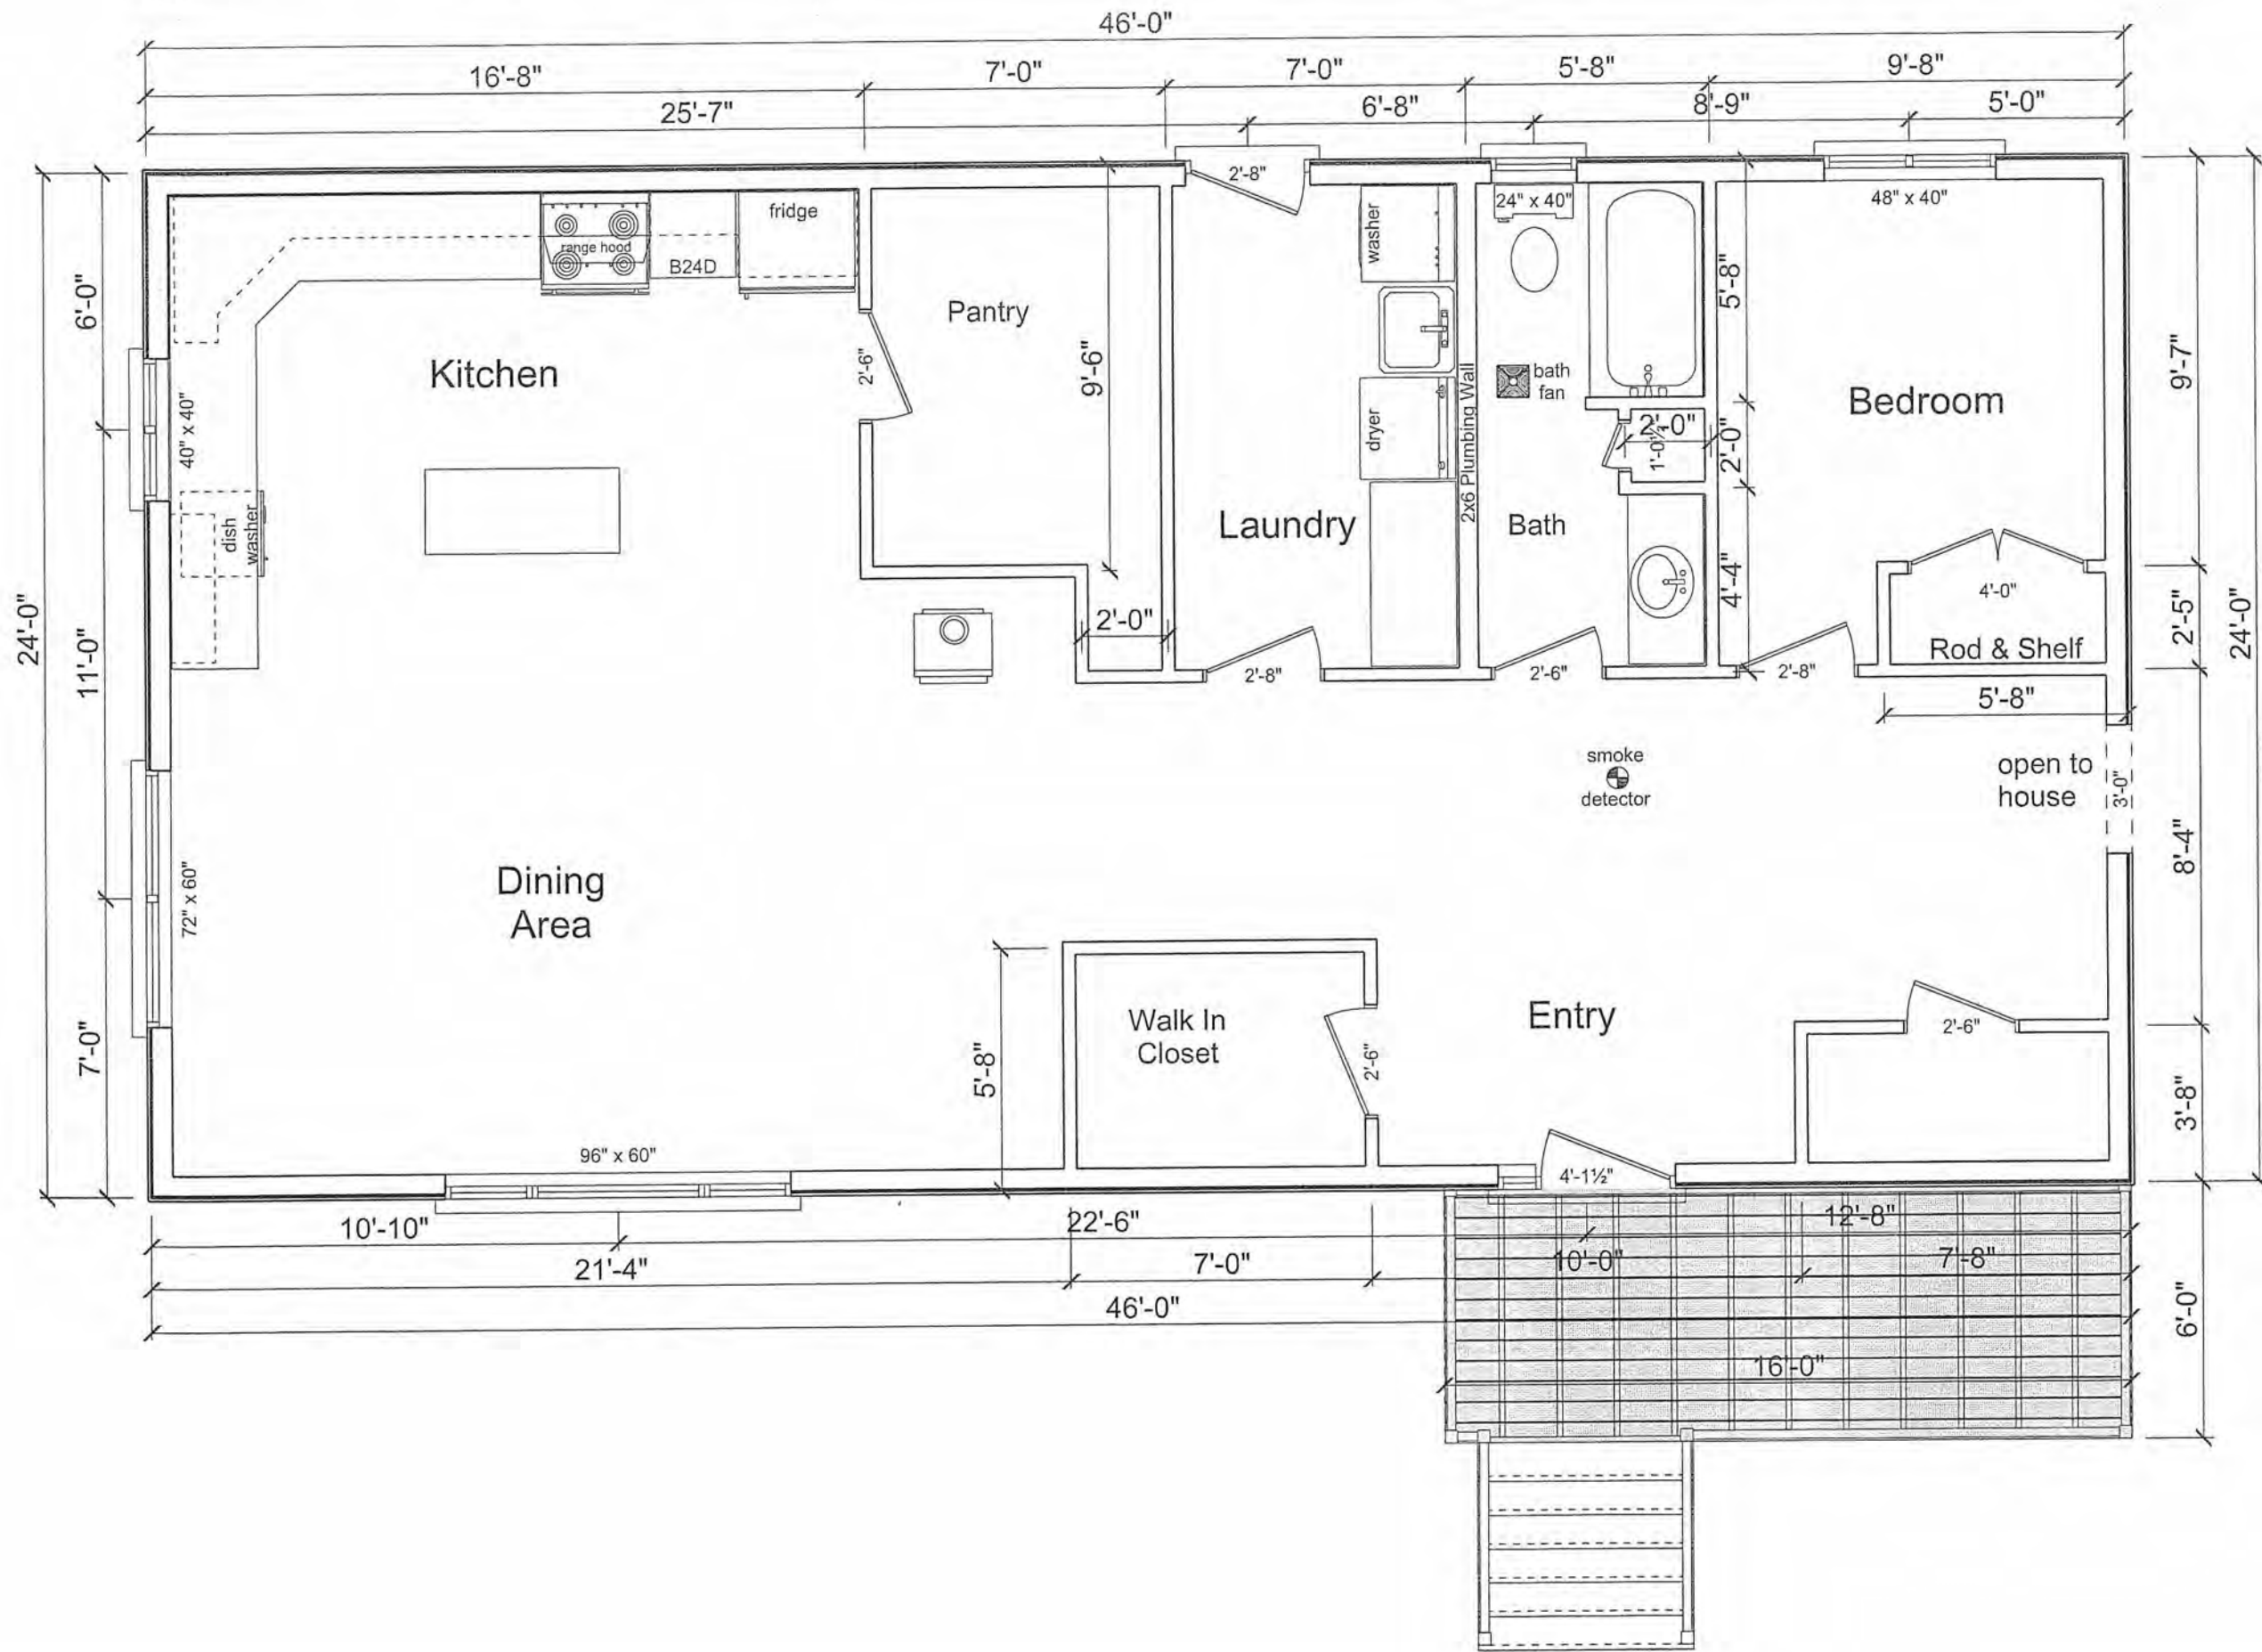 46'-0"
16'-8"
7'-0"
7'-0"
5'-8"
9'-8"
25'-7"
6'-8"
8'-9"
5'-0"
2'-8"
24" x 40"
48" x 40"
fridge
range hood
B24D
washer
6'-0"
40" x 40"
Kitchen
2'-6"
Pantry
9'-6"
dryer
2x6 Plumbing Wall
bath
fan
5'-8"
2'-0"
1'-0½"
2'-0"
Bedroom
9'-7"
dish
washer
Laundry
Bath
4'-4"
4'-0"
Rod & Shelf
2'-5"
24'-0"
24'-0"
11'-0"
2'-0"
2'-8"
2'-6"
2'-8"
5'-8"
smoke
detector
open to
house
3'-0"
8'-4"
72" x 60"
Dining
Area
7'-0"
5'-8"
Walk In
Closet
2'-6"
Entry
2'-6"
3'-8"
96" x 60"
4'-1½"
10'-10"
22'-6"
12'-8"
21'-4"
7'-0"
10'-0"
7'-8"
46'-0"
6'-0"
16'-0"